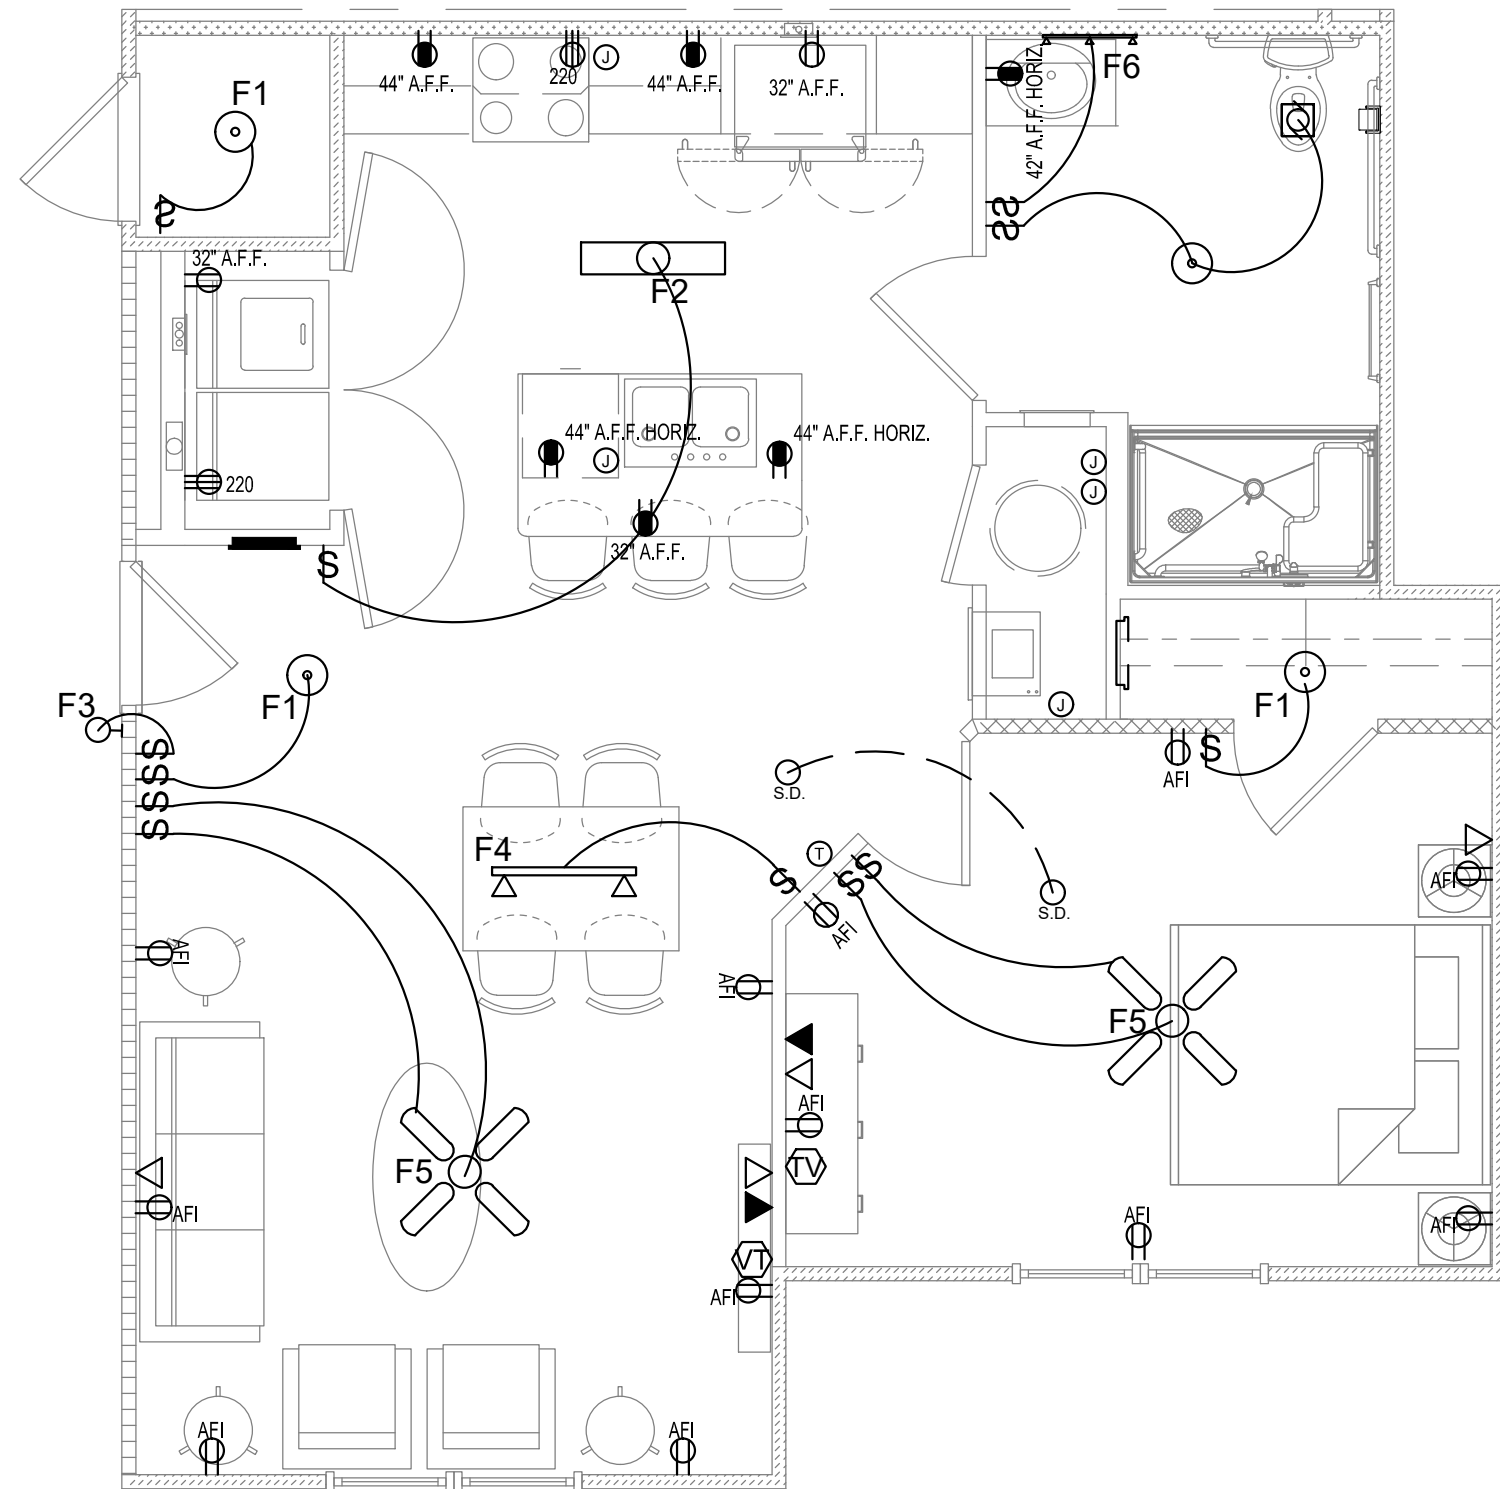 44" A.F.F.
220
J
44" A.F.F.
32" A.F.F.
F6
42" A.F.F. HORIZ.
F1
S
S
S
32" A.F.F.
F2
44" A.F.F. HORIZ.
J
44" A.F.F. HORIZ.
J
J
220
32" A.F.F.
S
F3
F1
J
F1
S
S
S
S
S
AFI
S.D.
F4
T
S
S
S
AFI
AFI
S.D.
AFI
AFI
F5
AFI
TV
F5
AFI
AFI
AFI
VT
AFI
AFI
AFI